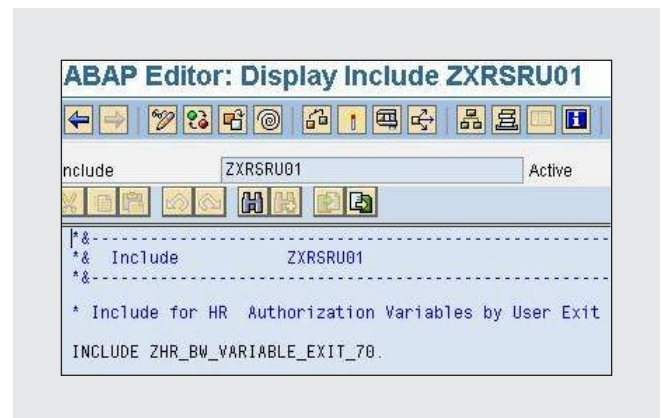 ABAP Editor: Display Include ZXRSRU01
nclude ZXRSRU01 Active
*&---------------------------------------------------------
*& Include ZXRSRU01
*&---------------------------------------------------------
* Include for HR Authorization Variables by User Exit
INCLUDE ZHR_BW_VARIABLE_EXIT_70.